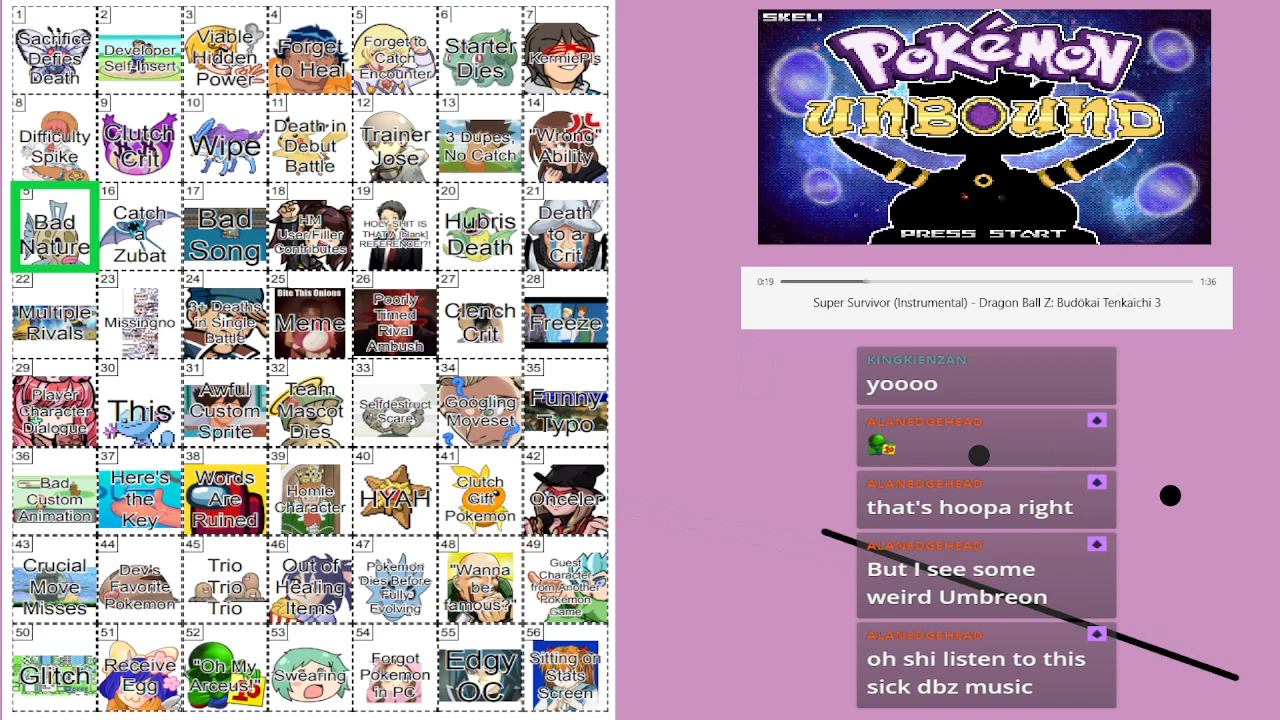 1
Sacrifice
Defies
Death
2
Developer
Self-Insert
3
Viable
Hidden
Power
4
Forget
to Heal
5
Forget to
Catch
Encounter
6
Starter
Dies
7
KermiePls
8
Difficulty
Spike
9
Clutch
Crit
10
Wipe
11
Death in
Debut
Battle
12
Trainer
Jose
13
3 Dupes,
No Catch
14
"Wrong"
Ability
5
Bad
Nature
16
Catch
a
Zubat
17
Bad
Song
18
HM
User/Filler
Contributes
19
HOLY SHIT IS
THAT A [blank]
REFERENCE!?!
20
Hubris
Death
21
Death
to a
Crit
22
Multiple
Rivals
23
Missingno
24
3+ Deaths
in Single
Battle
25
Bite This Onions
Meme
26
Poorly
Timed
Rival
Ambush
27
Clench
Crit
28
Freeze
29
Player
Character
Dialogue
30
This
31
Awful
Custom
Sprite
32
Team
Mascot
Dies
33
Selfdestruct
Scare
34
Googling
Moveset
35
Funny
Typo
36
Bad
Custom
Animation
37
Here's
the
Key
38
Words
Are
Ruined
39
Homie
Character
40
HYAH
41
Clutch
Gift
Pokemon
42
Onceler
43
Crucial
Move
Misses
44
Dev's
Favorite
Pokemon
45
Trio
Trio
Trio
46
Out of
Healing
Items
47
Pokemon
Dies Before
Fully
Evolving
48
"Wanna
be
famous?"
49
Guest
Character
from Another
Pokemon
Game
50
Glitch
51
Receive
Egg
52
"Oh My
Arceus!"
53
Swearing
54
Forgot
Pokemon
in PC
55
Edgy
OC
56
Sitting on
Stats
Screen
SKELI
POKéMON
UNBOUND
PRESS START
0:19
1:36
Super Survivor (Instrumental) - Dragon Ball Z: Budōkai Tenkaichi 3
KINGKIENZAN
yoooo
ALANEDGEHEAD
ALANEDGEHEAD
that's hoopa right
ALANEDGEHEAD
But I see some
weird Umbreon
ALANEDGEHEAD
oh shi listen to this
sick dbz music